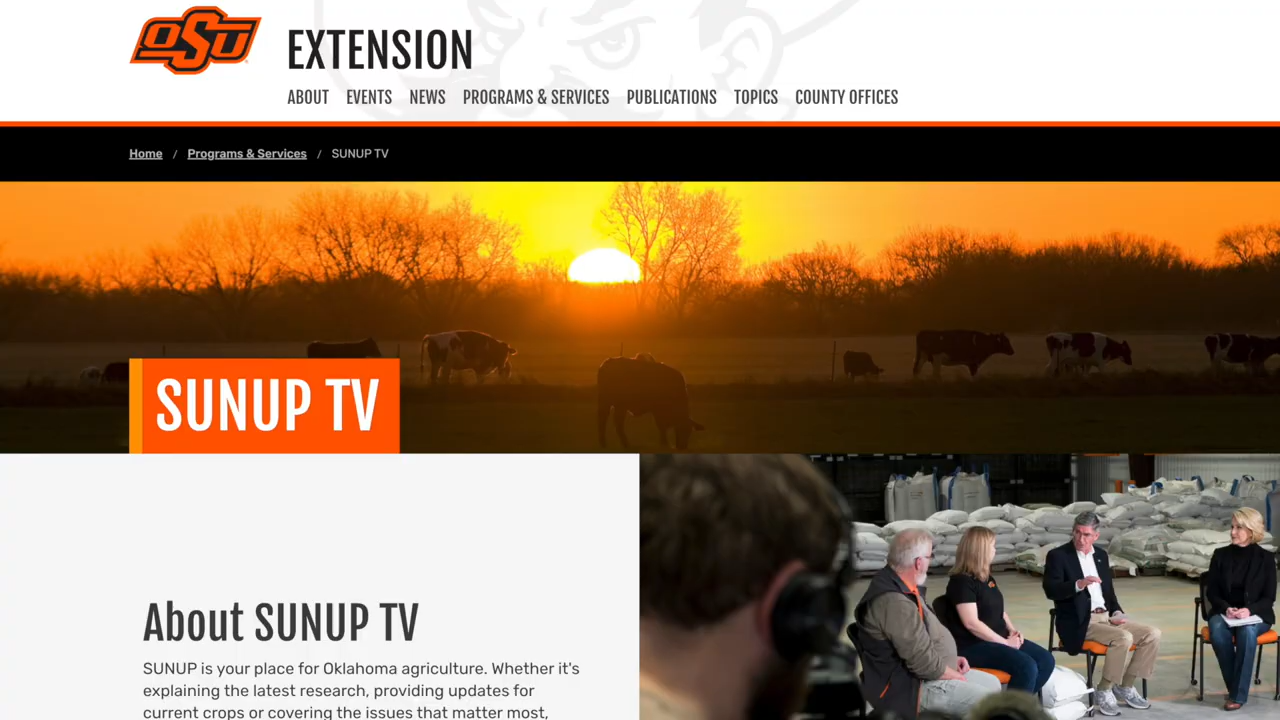 OSU
EXTENSION
ABOUT EVENTS NEWS PROGRAMS & SERVICES PUBLICATIONS TOPICS COUNTY OFFICES
Home / Programs & Services / SUNUP TV
SUNUP TV
About SUNUP TV
SUNUP is your place for Oklahoma agriculture. Whether it's
explaining the latest research, providing updates for
current crops or covering the issues that matter most,